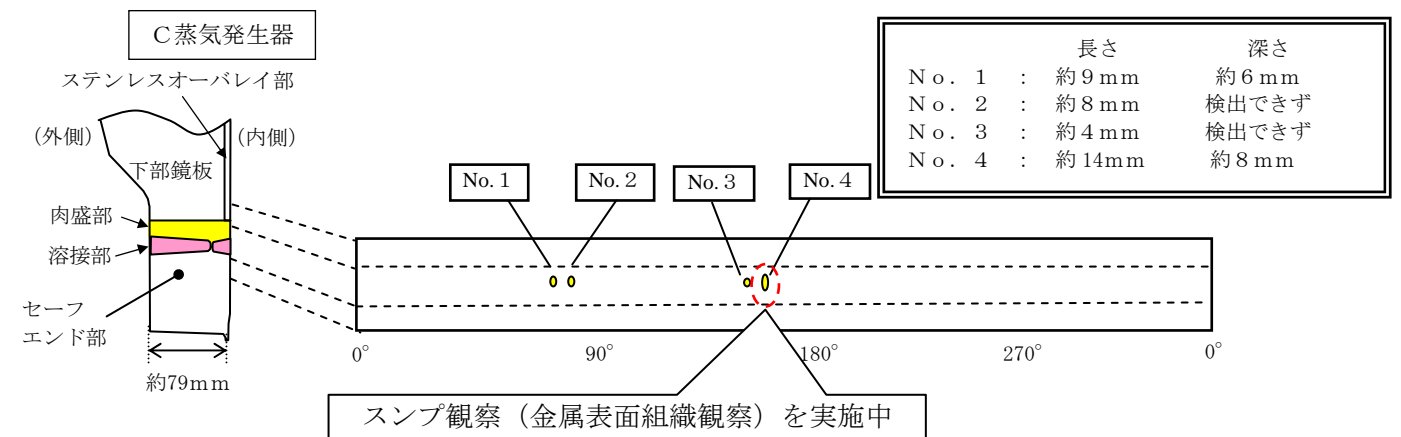 C蒸気発生器
ステンレスオーバレイ部
(外側)
(内側)
下部鏡板
肉盛部
溶接部
セーフ
エンド部
約79mm
長さ 深さ
No. 1 : 約9mm 約6mm
No. 2 : 約8mm 検出できず
No. 3 : 約4mm 検出できず
No. 4 : 約14mm 約8mm
No.1
No.2
No.3
No.4
0° 90° 180° 270° 0°
スンプ観察（金属表面組織観察）を実施中